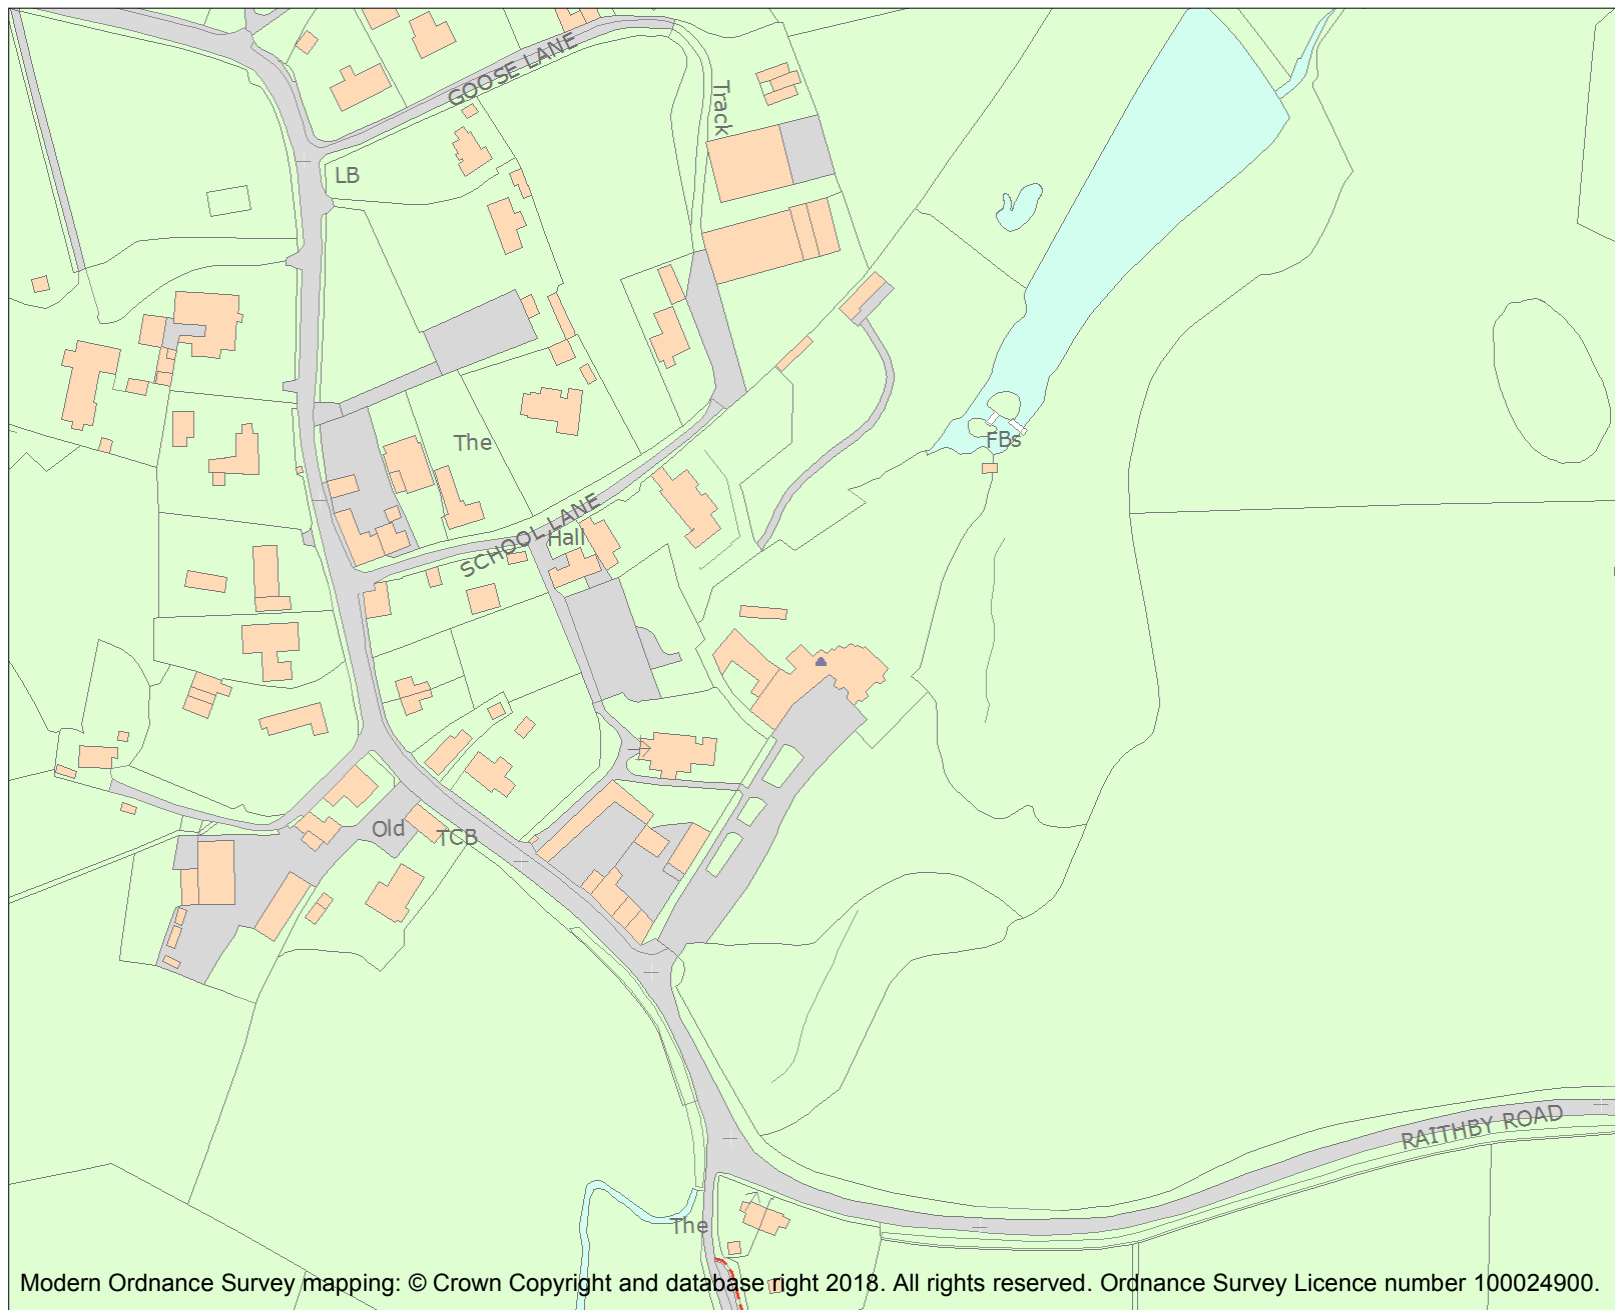 GOOSE LANE
Track
LB
The
FBs
SCHOOL LANE
Hall
Old
TCB
RAITHBY ROAD
The
Modern Ordnance Survey mapping: © Crown Copyright and database right 2018. All rights reserved. Ordnance Survey Licence number 100024900.